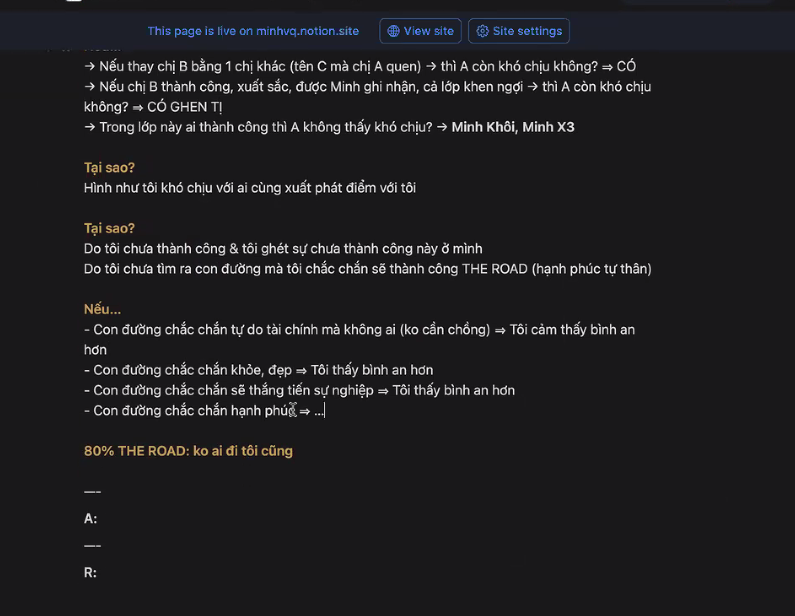 This page is live on minhvq.notion.site
View site
Site settings
→ Nếu thay chị B bằng 1 chị khác (tên C mà chị A quen) → thì A còn khó chịu không? ⇒ CÓ
→ Nếu chị B thành công, xuất sắc, được Minh ghi nhận, cả lớp khen ngợi → thì A còn khó chịu
không? ⇒ CÓ GHEN TỊ
→ Trong lớp này ai thành công thì A không thấy khó chịu? → Minh Khôi, Minh X3
Tại sao?
Hình như tôi khó chịu với ai cùng xuất phát điểm với tôi
Tại sao?
Do tôi chưa thành công & tôi ghét sự chưa thành công này ở mình
Do tôi chưa tìm ra con đường mà tôi chắc chắn sẽ thành công THE ROAD (hạnh phúc tự thân)
Nếu...
- Con đường chắc chắn tự do tài chính mà không ai (ko cần chồng) ⇒ Tôi cảm thấy bình an
hơn
- Con đường chắc chắn khỏe, đẹp ⇒ Tôi thấy bình an hơn
- Con đường chắc chắn sẽ thắng tiến sự nghiệp ⇒ Tôi thấy bình an hơn
- Con đường chắc chắn hạnh phúc ⇒ ...
80% THE ROAD: ko ai đi tôi cũng
—-
A:
—-
R: